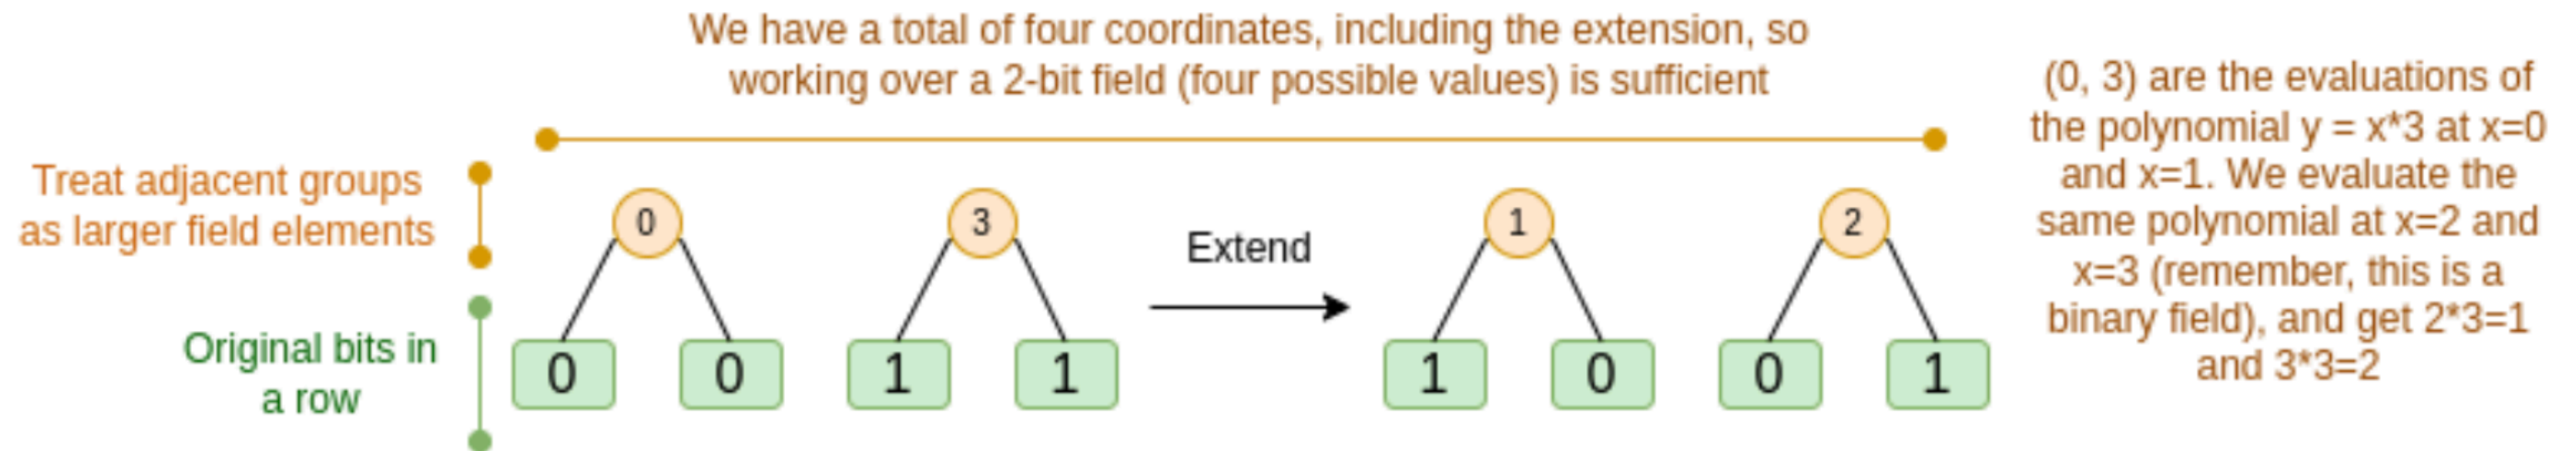 We have a total of four coordinates, including the extension, so
working over a 2-bit field (four possible values) is sufficient
(0, 3) are the evaluations of
the polynomial y = x*3 at x=0
and x=1. We evaluate the
same polynomial at x=2 and
x=3 (remember, this is a
binary field), and get 2*3=1
and 3*3=2
Treat adjacent groups
as larger field elements
0 3 1 2
Extend
Original bits in
a row
0 0 1 1 1 0 0 1